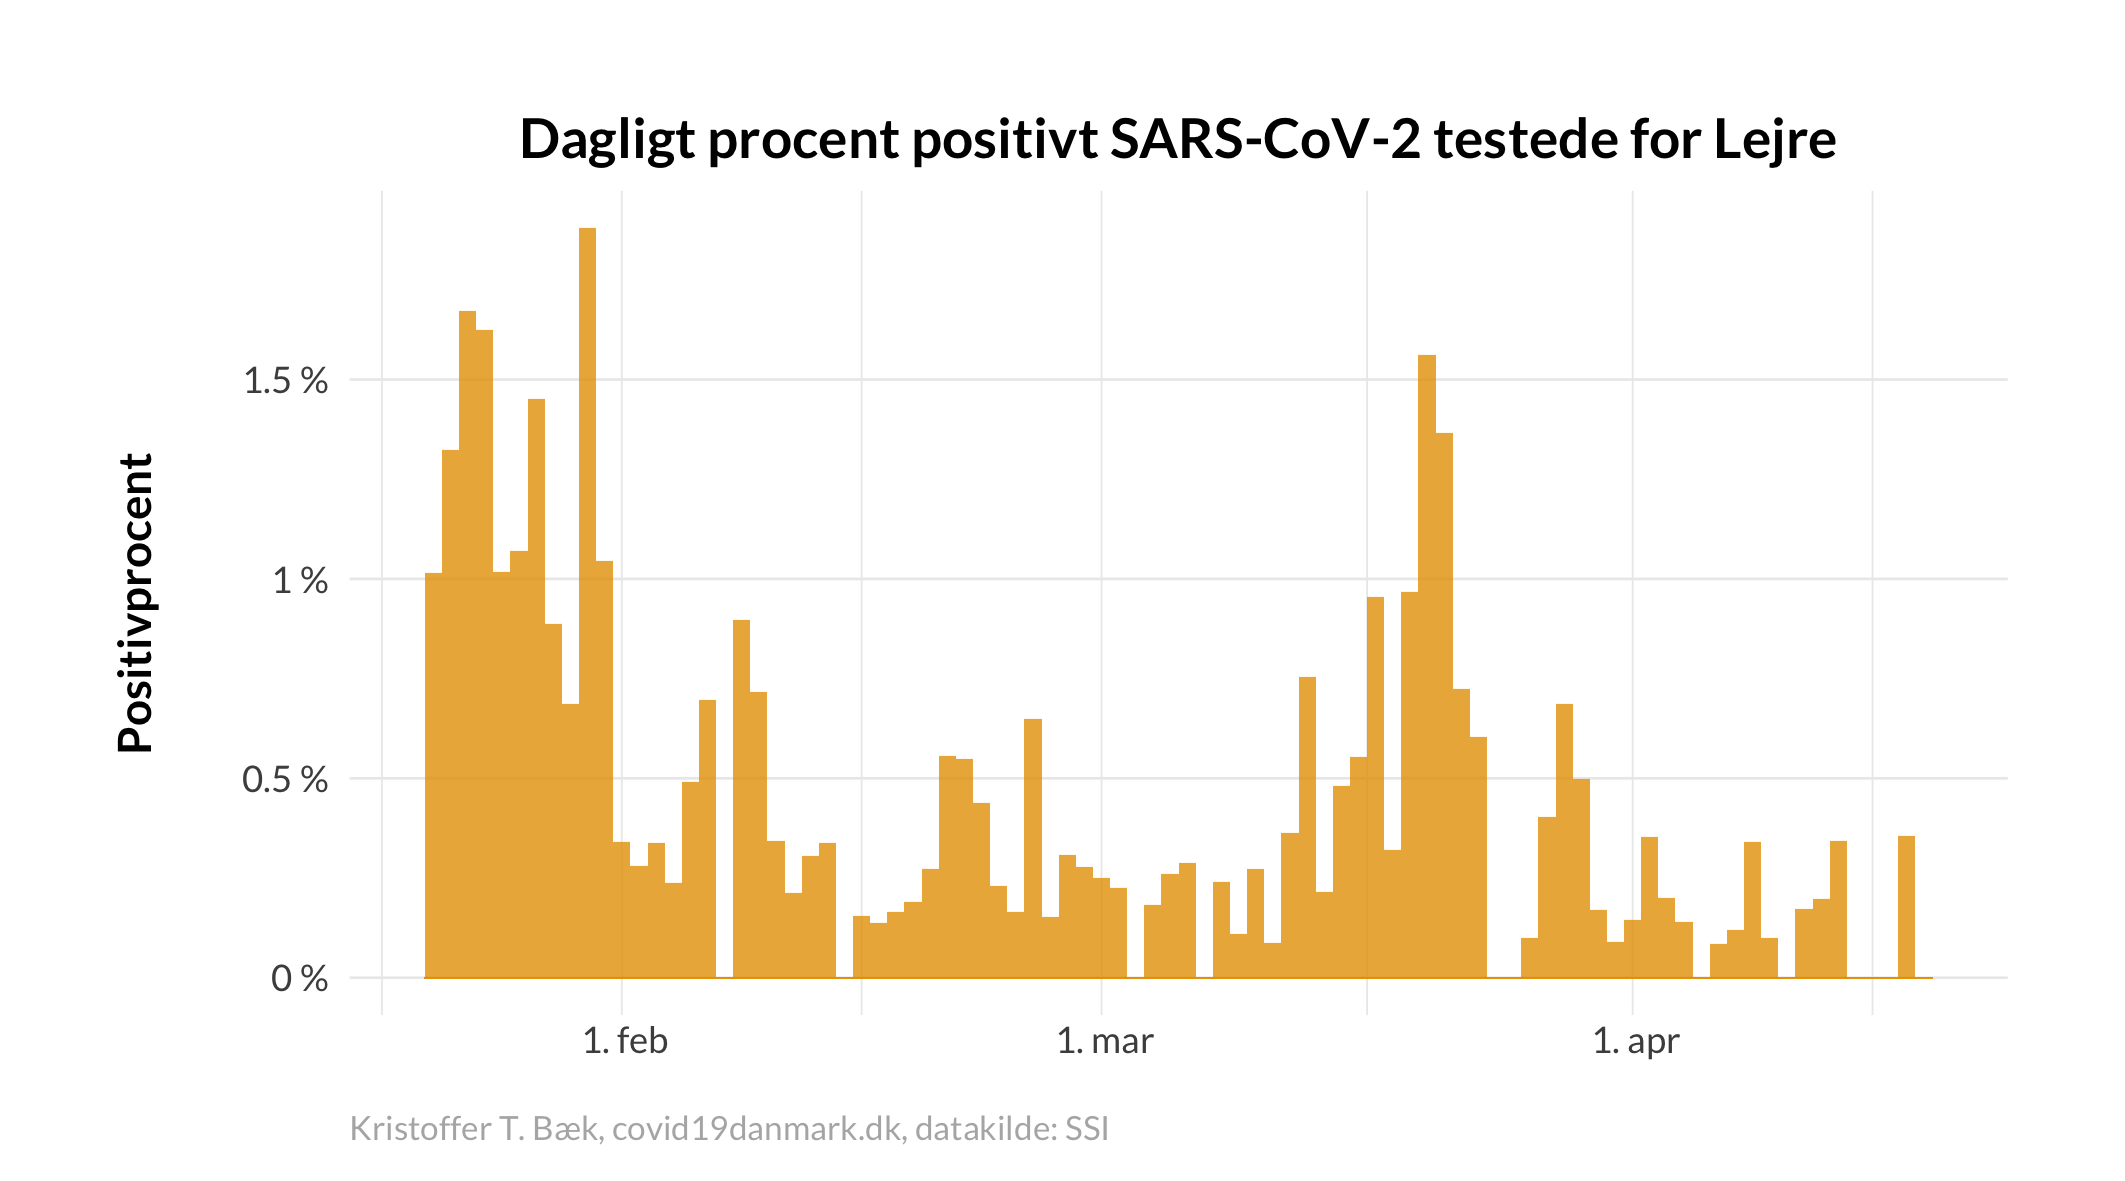 Dagligt procent positivt SARS-CoV-2 testede for Lejre
Positivprocent
1.5 %
1 %
0.5 %
0 %
1. feb
1. mar
1. apr
Kristoffer T. Bæk, covid19danmark.dk, datakilde: SSI